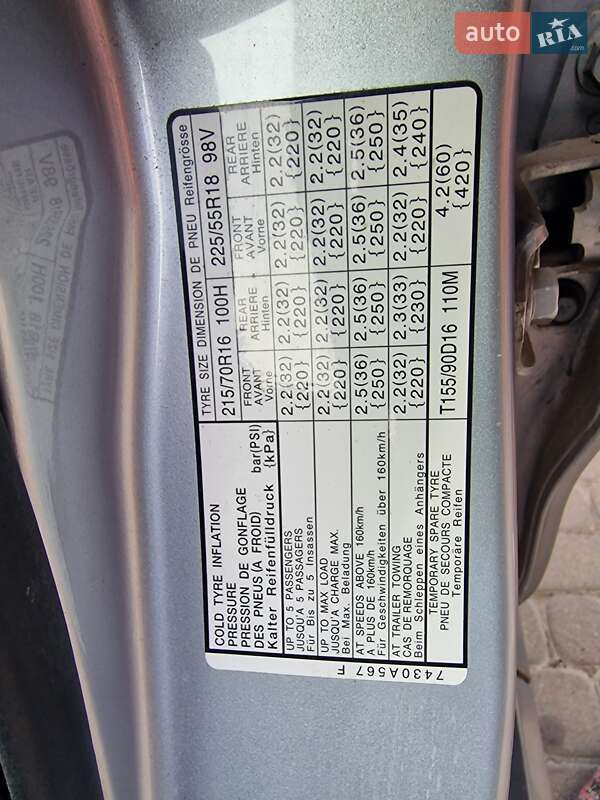 auto RIA .com
COLD TYRE INFLATION
PRESSURE
PRESSION DE GONFLAGE
DES PNEUS(A FROID) bar(PSI)
Kalter Reifenfülldruck {kPa}
TYRE SIZE DIMENSION DE PNEU Reifengrösse
215/70R16 100H 225/55R18 98V
FRONT REAR FRONT REAR
AVANT ARRIERE AVANT ARRIERE
Vorne Hinten Vorne Hinten
UP TO 5 PASSENGERS
JUSQU'A 5 PASSAGERS
Für Bis zu 5 Insassen
2.2(32) 2.2(32) 2.2(32) 2.2(32)
{220} {220} {220} {220}
UP TO MAX LOAD
JUSQU'A CHARGE MAX.
Bei Max. Beladung
2.2(32) 2.2(32) 2.2(32) 2.2(32)
{220} {220} {220} {220}
AT SPEEDS ABOVE 160km/h
A PLUS DE 160km/h
Für Geschwindigkeiten über 160km/h
2.5(36) 2.5(36) 2.5(36) 2.5(36)
{250} {250} {250} {250}
AT TRAILER TOWING
CAS DE REMORQUAGE
Beim Schleppen eines Anhängers
2.2(32) 2.3(33) 2.2(32) 2.4(35)
{220} {230} {220} {240}
TEMPORARY SPARE TYRE
PNEU DE SECOURS COMPACTE
Temporäre Reifen
T155/90D16 110M 4.2(60)
{420}
7430A567 F